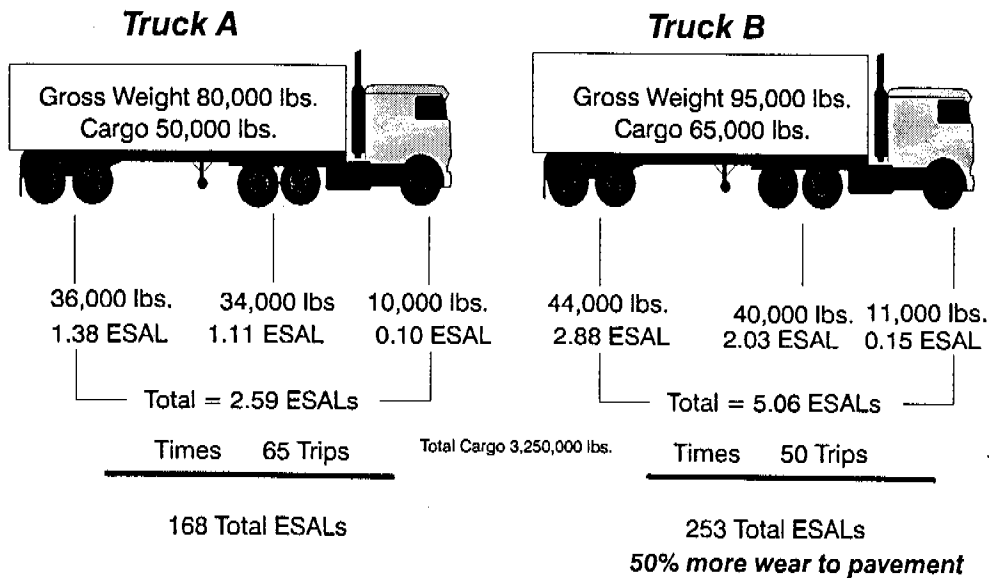 Truck A
Truck B
Gross Weight 80,000 lbs.
Cargo 50,000 lbs.
Gross Weight 95,000 lbs.
Cargo 65,000 lbs.
36,000 lbs.
1.38 ESAL
34,000 lbs
1.11 ESAL
10,000 lbs.
0.10 ESAL
44,000 lbs.
2.88 ESAL
40,000 lbs.
2.03 ESAL
11,000 lbs.
0.15 ESAL
Total = 2.59 ESALs
Total = 5.06 ESALs
Times 65 Trips
Total Cargo 3,250,000 lbs.
Times 50 Trips
168 Total ESALs
253 Total ESALs
50% more wear to pavement